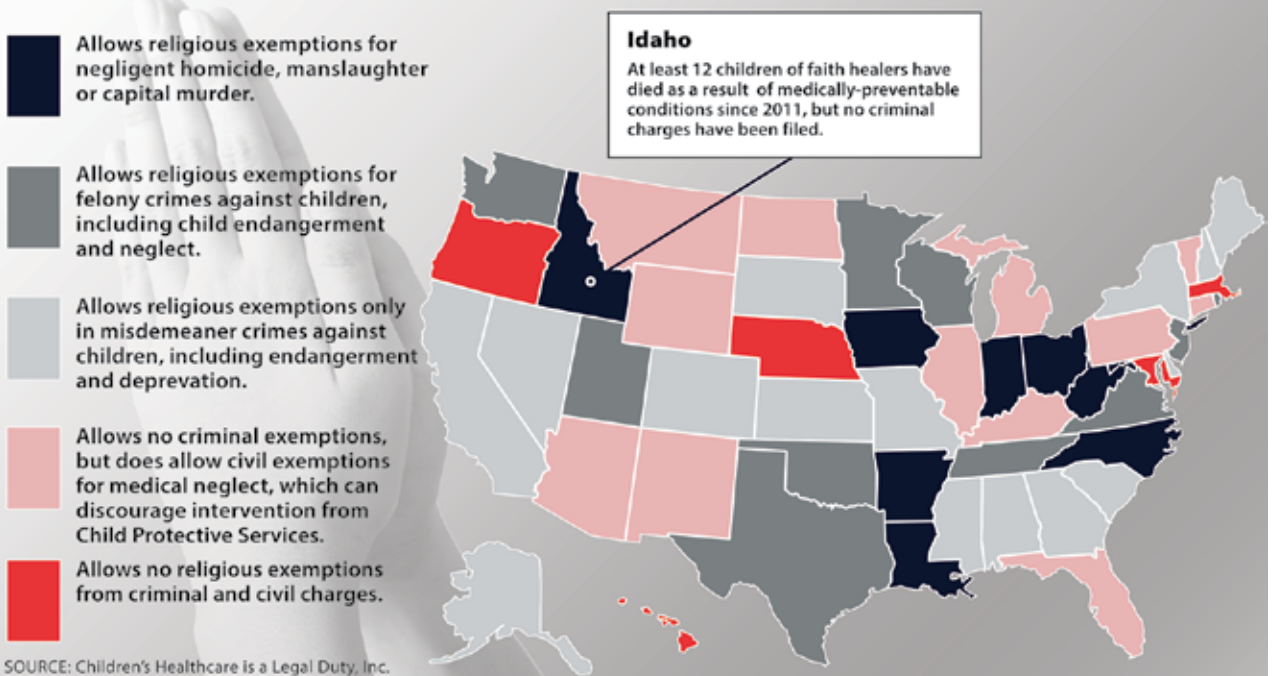 Allows religious exemptions for
negligent homicide, manslaughter
or capital murder.
Allows religious exemptions for
felony crimes against children,
including child endangerment
and neglect.
Allows religious exemptions only
in misdemeaner crimes against
children, including endangerment
and deprevation.
Allows no criminal exemptions,
but does allow civil exemptions
for medical neglect, which can
discourage intervention from
Child Protective Services.
Allows no religious exemptions
from criminal and civil charges.
SOURCE: Children's Healthcare is a Legal Duty, Inc.
Idaho
At least 12 children of faith healers have
died as a result of medically-preventable
conditions since 2011, but no criminal
charges have been filed.